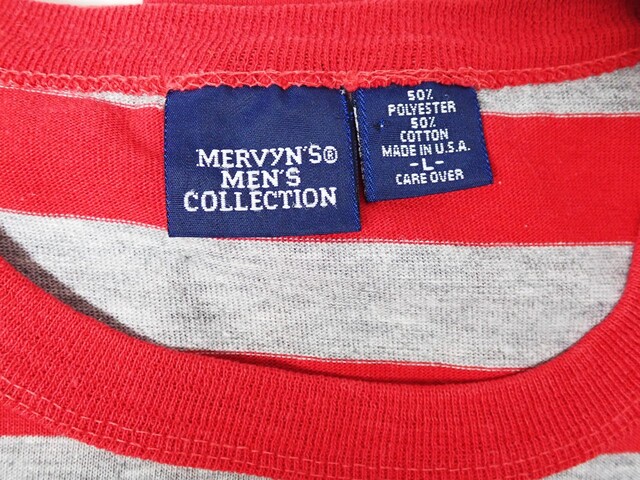 MERVYN'S®
MEN'S
COLLECTION
50%
POLYESTER
50%
COTTON
MADE IN U.S.A.
-L-
CARE OVER